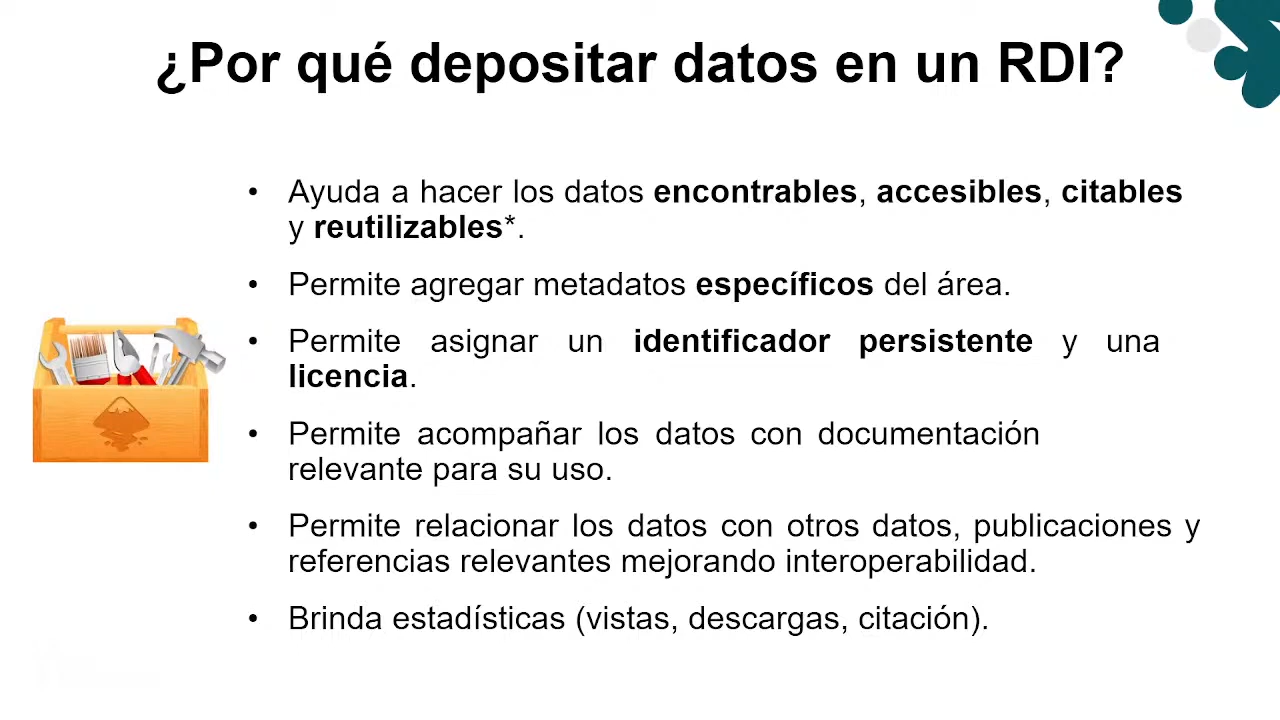 ¿Por qué depositar datos en un RDI?
• Ayuda a hacer los datos encontrables, accesibles, citables
y reutilizables*.
• Permite agregar metadatos específicos del área.
• Permite asignar un identificador persistente y una
licencia.
• Permite acompañar los datos con documentación
relevante para su uso.
• Permite relacionar los datos con otros datos, publicaciones y
referencias relevantes mejorando interoperabilidad.
• Brinda estadísticas (vistas, descargas, citación).